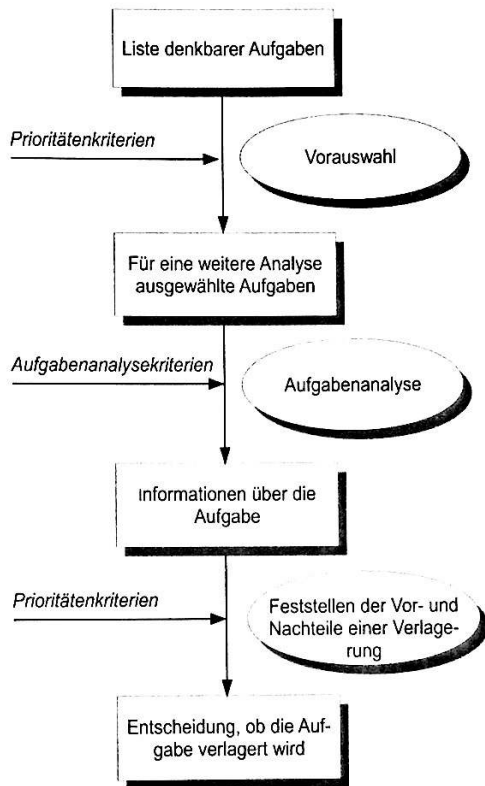 Liste denkbarer Aufgaben
Prioritätenkriterien
Vorauswahl
Für eine weitere Analyse
ausgewählte Aufgaben
Aufgabenanalysekriterien
Aufgabenanalyse
Informationen über die
Aufgabe
Prioritätenkriterien
Feststellen der Vor- und
Nachteile einer Verlage-
rung
Entscheidung, ob die Auf-
gabe verlagert wird